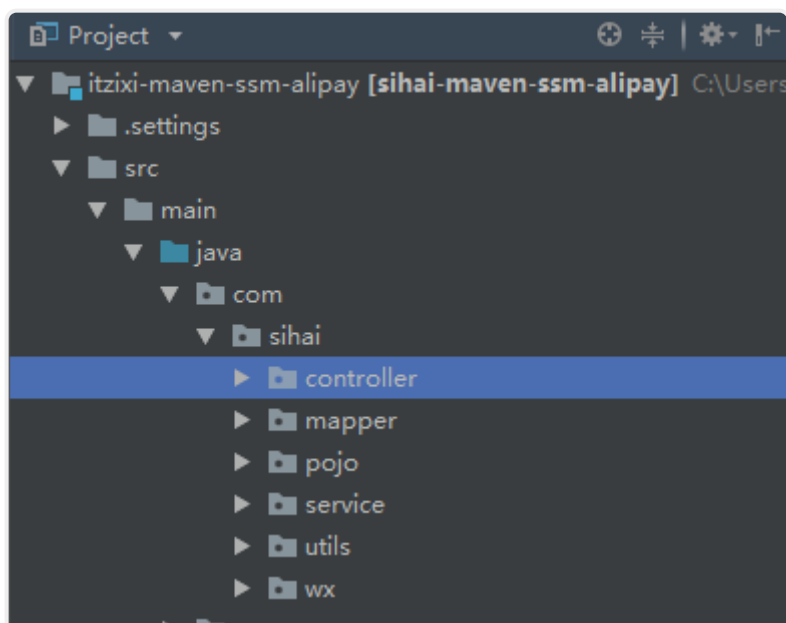 Project
itzixi-maven-ssm-alipay [sihai-maven-ssm-alipay] C:\Users
.settings
src
main
java
com
sihai
controller
mapper
pojo
service
utils
wx